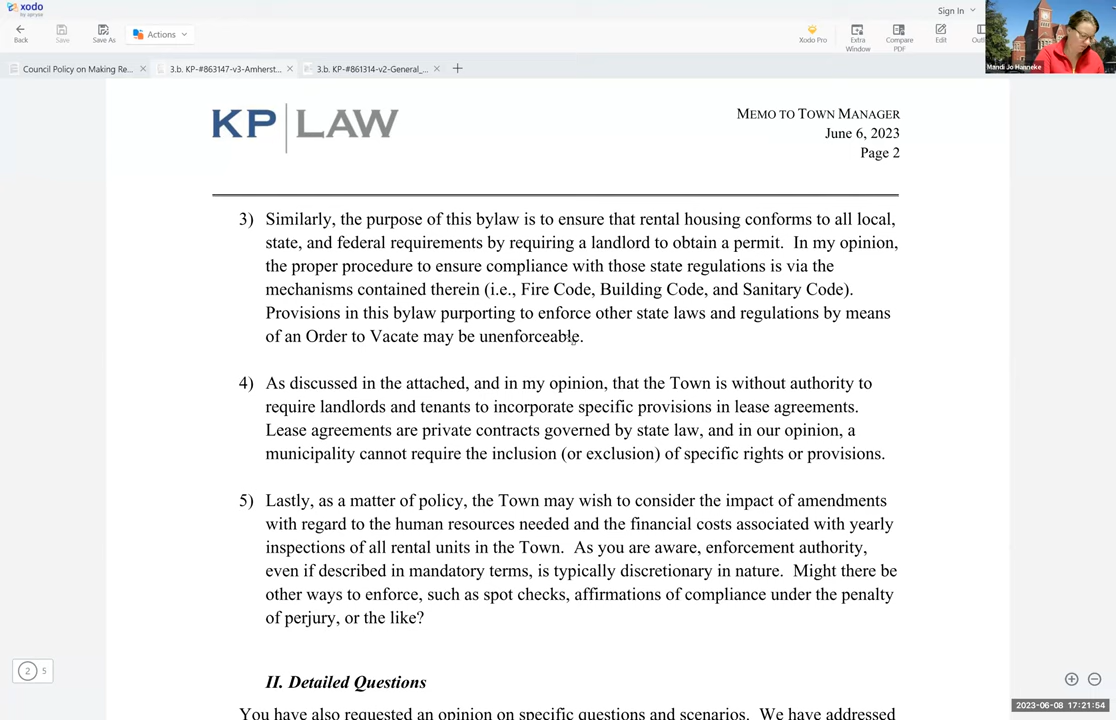 xodo
by apryse
Sign In
Back
Save
Save As
Actions
Xodo Pro
Extra
Window
Compare
PDF
Edit
Mandi Jo Hanneke
Council Policy on Making Re...
3.b. KP-#863147-v3-Amherst...
3.b. KP-#861314-v2-General_...
KP | LAW
MEMO TO TOWN MANAGER
June 6, 2023
Page 2
3) Similarly, the purpose of this bylaw is to ensure that rental housing conforms to all local,
state, and federal requirements by requiring a landlord to obtain a permit. In my opinion,
the proper procedure to ensure compliance with those state regulations is via the
mechanisms contained therein (i.e., Fire Code, Building Code, and Sanitary Code).
Provisions in this bylaw purporting to enforce other state laws and regulations by means
of an Order to Vacate may be unenforceable.
4) As discussed in the attached, and in my opinion, that the Town is without authority to
require landlords and tenants to incorporate specific provisions in lease agreements.
Lease agreements are private contracts governed by state law, and in our opinion, a
municipality cannot require the inclusion (or exclusion) of specific rights or provisions.
5) Lastly, as a matter of policy, the Town may wish to consider the impact of amendments
with regard to the human resources needed and the financial costs associated with yearly
inspections of all rental units in the Town. As you are aware, enforcement authority,
even if described in mandatory terms, is typically discretionary in nature. Might there be
other ways to enforce, such as spot checks, affirmations of compliance under the penalty
of perjury, or the like?
II. Detailed Questions
You have also requested an opinion on specific questions and scenarios. We have addressed
2 5
2023-06-08 17:21:54